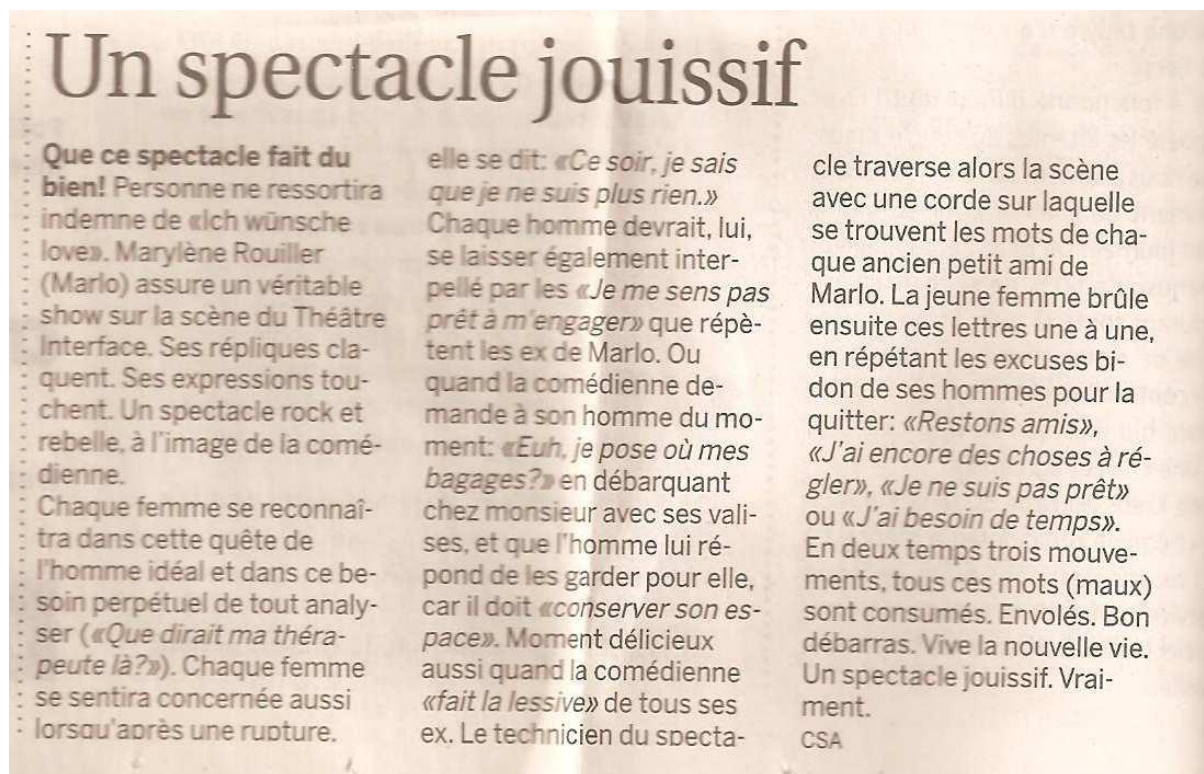 Un spectacle jouissif
Que ce spectacle fait du
bien! Personne ne ressortira
indemne de «Ich wünsche
love». Marylène Rouiller
(Marlo) assure un véritable
show sur la scène du Théâtre
Interface. Ses répliques cla-
quent. Ses expressions tou-
chent. Un spectacle rock et
rebelle, à l'image de la comé-
dienne.
Chaque femme se reconnaî-
tra dans cette quête de
l'homme idéal et dans ce be-
soin perpétuel de tout analy-
ser («Que dirait ma théra-
peute là?»). Chaque femme
se sentira concernée aussi
lorsqu'après une rupture,
elle se dit: «Ce soir, je sais
que je ne suis plus rien.»
Chaque homme devrait, lui,
se laisser également inter-
pellé par les «Je me sens pas
prêt à m'engager» que répè-
tent les ex de Marlo. Ou
quand la comédienne de-
mande à son homme du mo-
ment: «Euh, je pose où mes
bagages?» en débarquant
chez monsieur avec ses vali-
ses, et que l'homme lui ré-
pond de les garder pour elle,
car il doit «conserver son es-
pace». Moment délicieux
aussi quand la comédienne
«fait la lessive» de tous ses
ex. Le technicien du specta-
cle traverse alors la scène
avec une corde sur laquelle
se trouvent les mots de cha-
que ancien petit ami de
Marlo. La jeune femme brûle
ensuite ces lettres une à une,
en répétant les excuses bi-
don de ses hommes pour la
quitter: «Restons amis»,
«J'ai encore des choses à ré-
gler», «Je ne suis pas prêt»
ou «J'ai besoin de temps».
En deux temps trois mouve-
ments, tous ces mots (maux)
sont consumés. Envolés. Bon
débarras. Vive la nouvelle vie.
Un spectacle jouissif. Vrai-
ment.
CSA